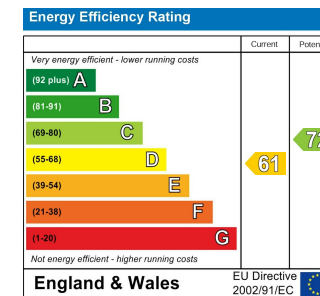 Energy Efficiency Rating
Current
Very energy efficient - lower running costs
(92 plus) A
(81-91) B
(69-80) C
(55-68) D
61
(39-54) E
(21-38) F
(1-20) G
Not energy efficient - higher running costs
England & Wales
EU Directive
2002/91/EC